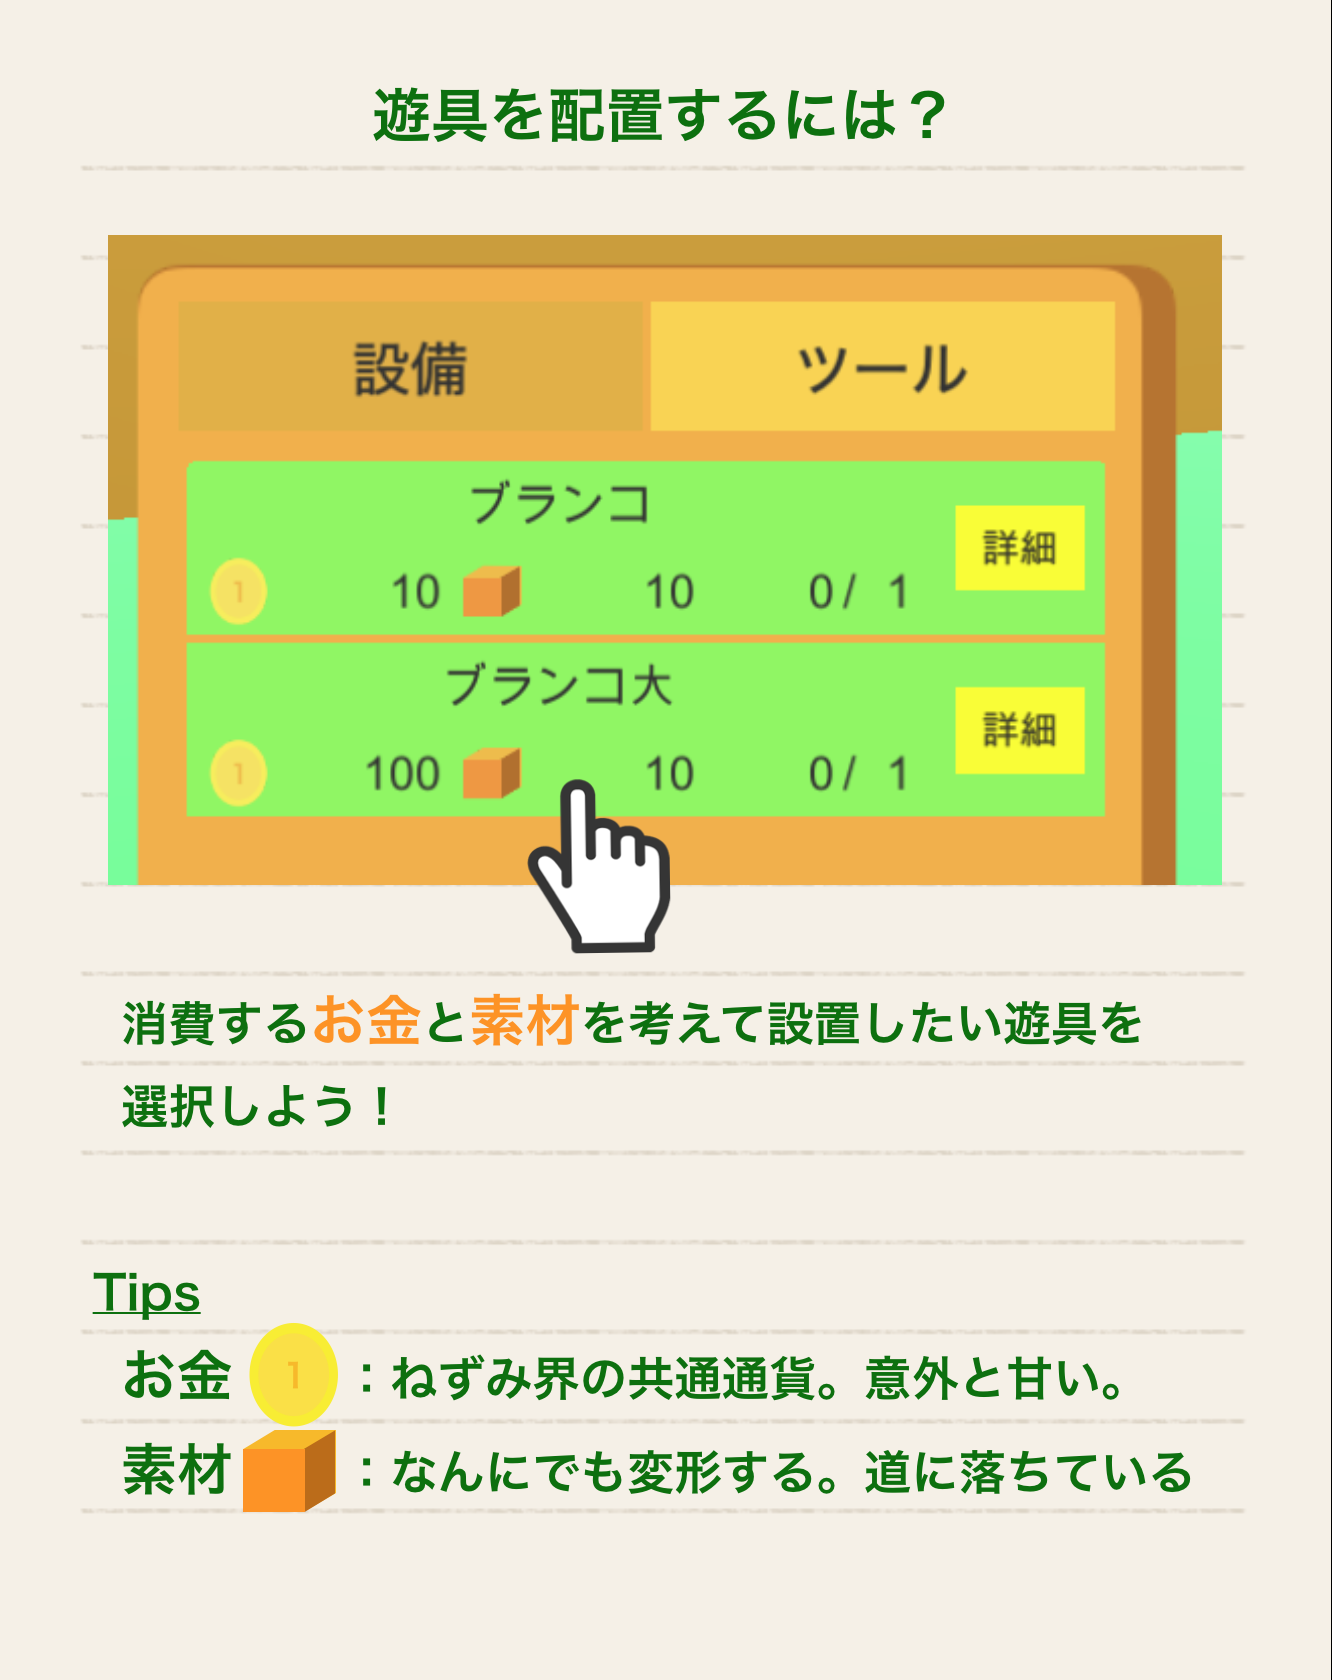 遊具を配置するには？
設備 ツール
ブランコ
詳細
1 10 10 0/ 1
ブランコ大
詳細
1 100 10 0/ 1
消費するお金と素材を考えて設置したい遊具を
選択しよう！
Tips
お金 1 ：ねずみ界の共通通貨。意外と甘い。
素材 ：なんにでも変形する。道に落ちている